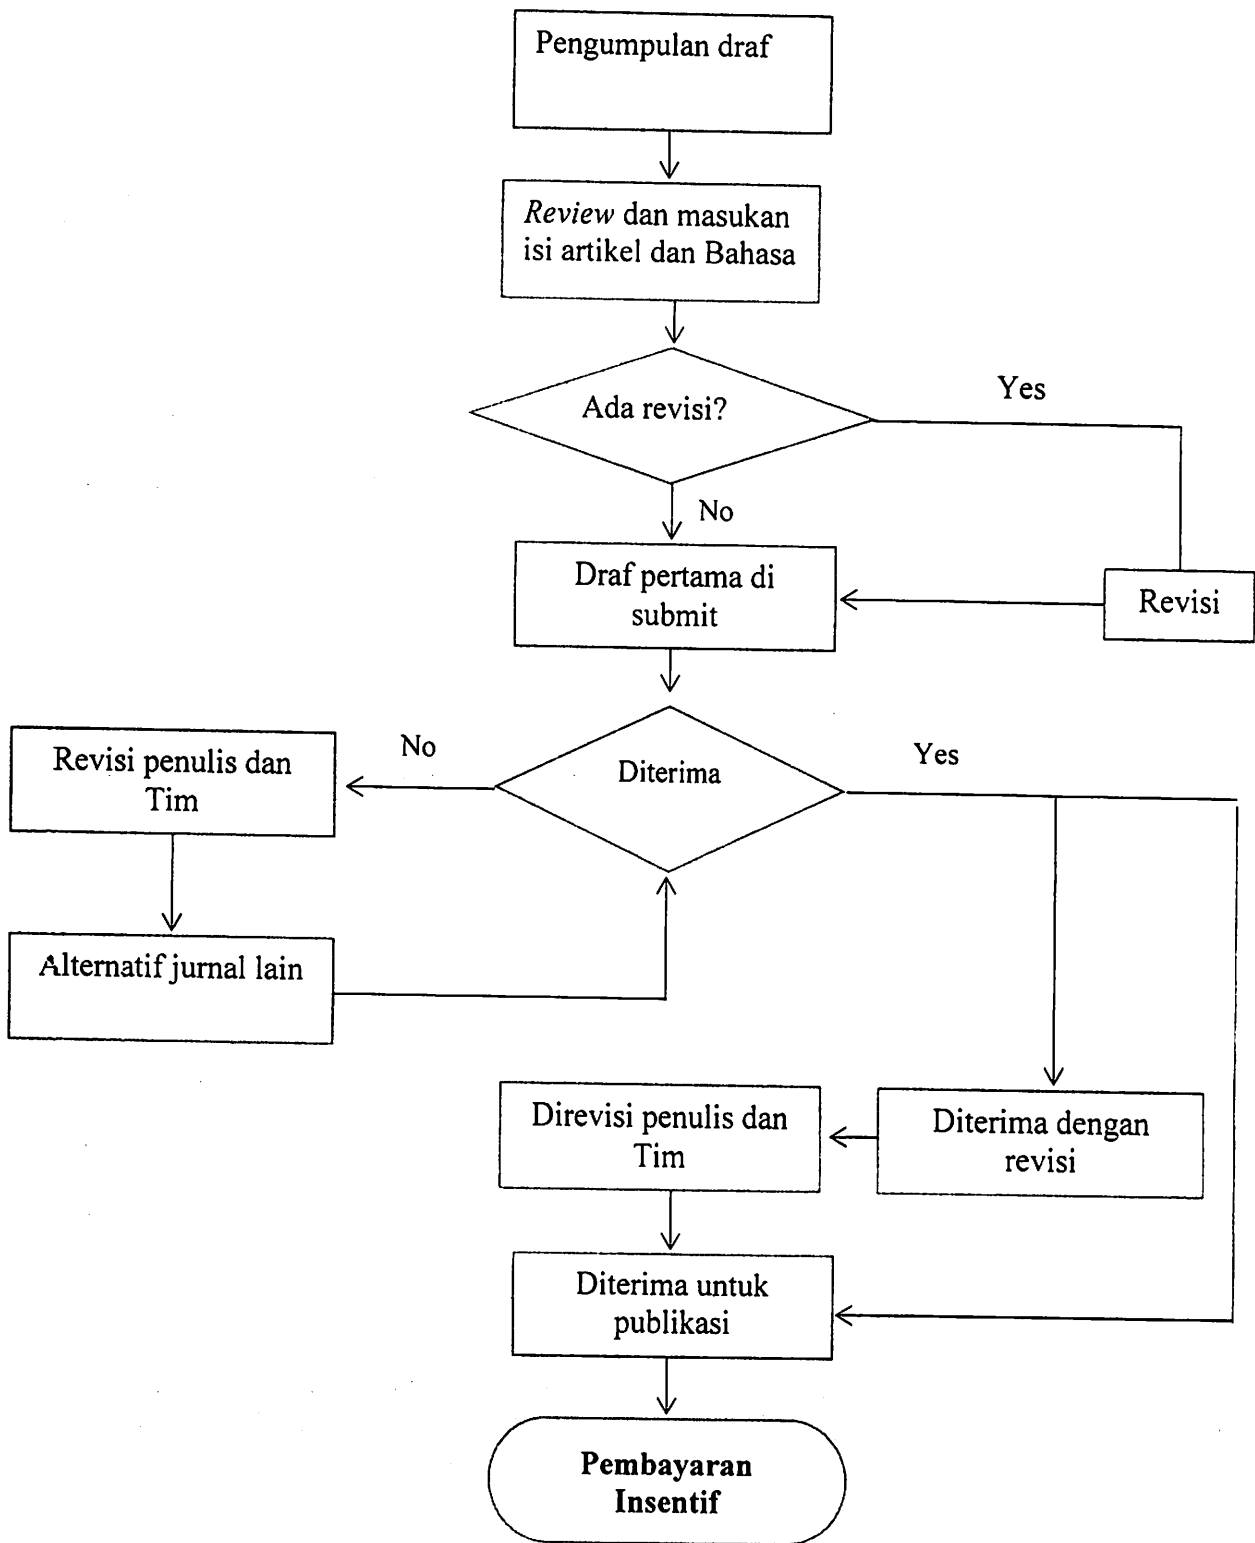 Pengumpulan draf
Review dan masukan
isi artikel dan Bahasa
Ada revisi?
Yes
No
Draf pertama di
submit
Revisi
Revisi penulis dan
Tim
No
Diterima
Yes
Alternatif jurnal lain
Direvisi penulis dan
Tim
Diterima dengan
revisi
Diterima untuk
publikasi
Pembayaran
Insentif